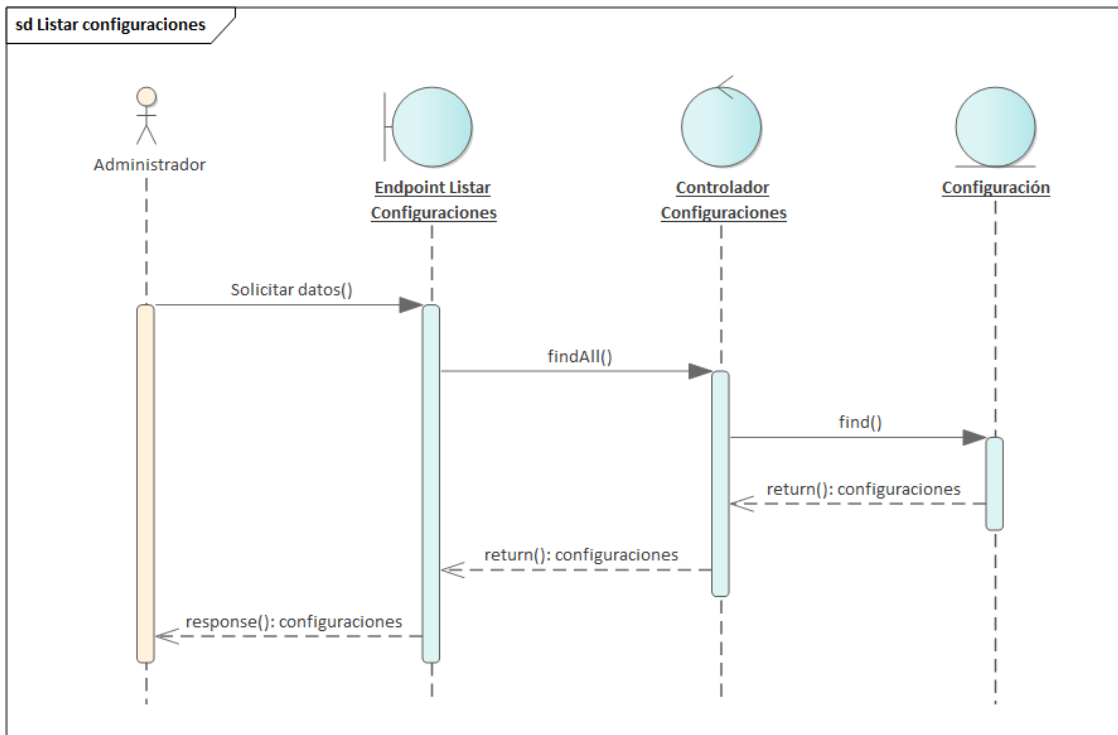 sd Listar configuraciones
Administrador
Endpoint Listar
Configuraciones
Controlador
Configuraciones
Configuración
Solicitar datos()
findAll()
find()
return(): configuraciones
return(): configuraciones
response(): configuraciones